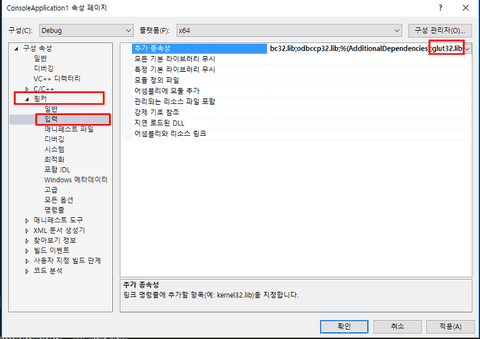 ConsoleApplication1 속성 페이지
구성(C): Debug 플랫폼(P): x64 구성 관리자(O)...
구성 속성
일반
디버깅
VC++ 디렉터리
C/C++
링커
일반
입력
매니페스트 파일
디버깅
시스템
최적화
포함 IDL
Windows 메타데이터
고급
모든 옵션
명령줄
매니페스트 도구
XML 문서 생성기
찾아보기 정보
빌드 이벤트
사용자 지정 빌드 단계
코드 분석
추가 종속성 bc32.lib;odbccp32.lib;%(AdditionalDependencies);glut32.lib
모든 기본 라이브러리 무시
특정 기본 라이브러리 무시
모듈 정의 파일
어셈블리에 모듈 추가
관리되는 리소스 파일 포함
강제 기호 참조
지연 로드된 DLL
어셈블리와 리소스 링크
추가 종속성
링크 명령줄에 추가할 항목(예: kernel32.lib)을 지정합니다.
확인 취소 적용(A)